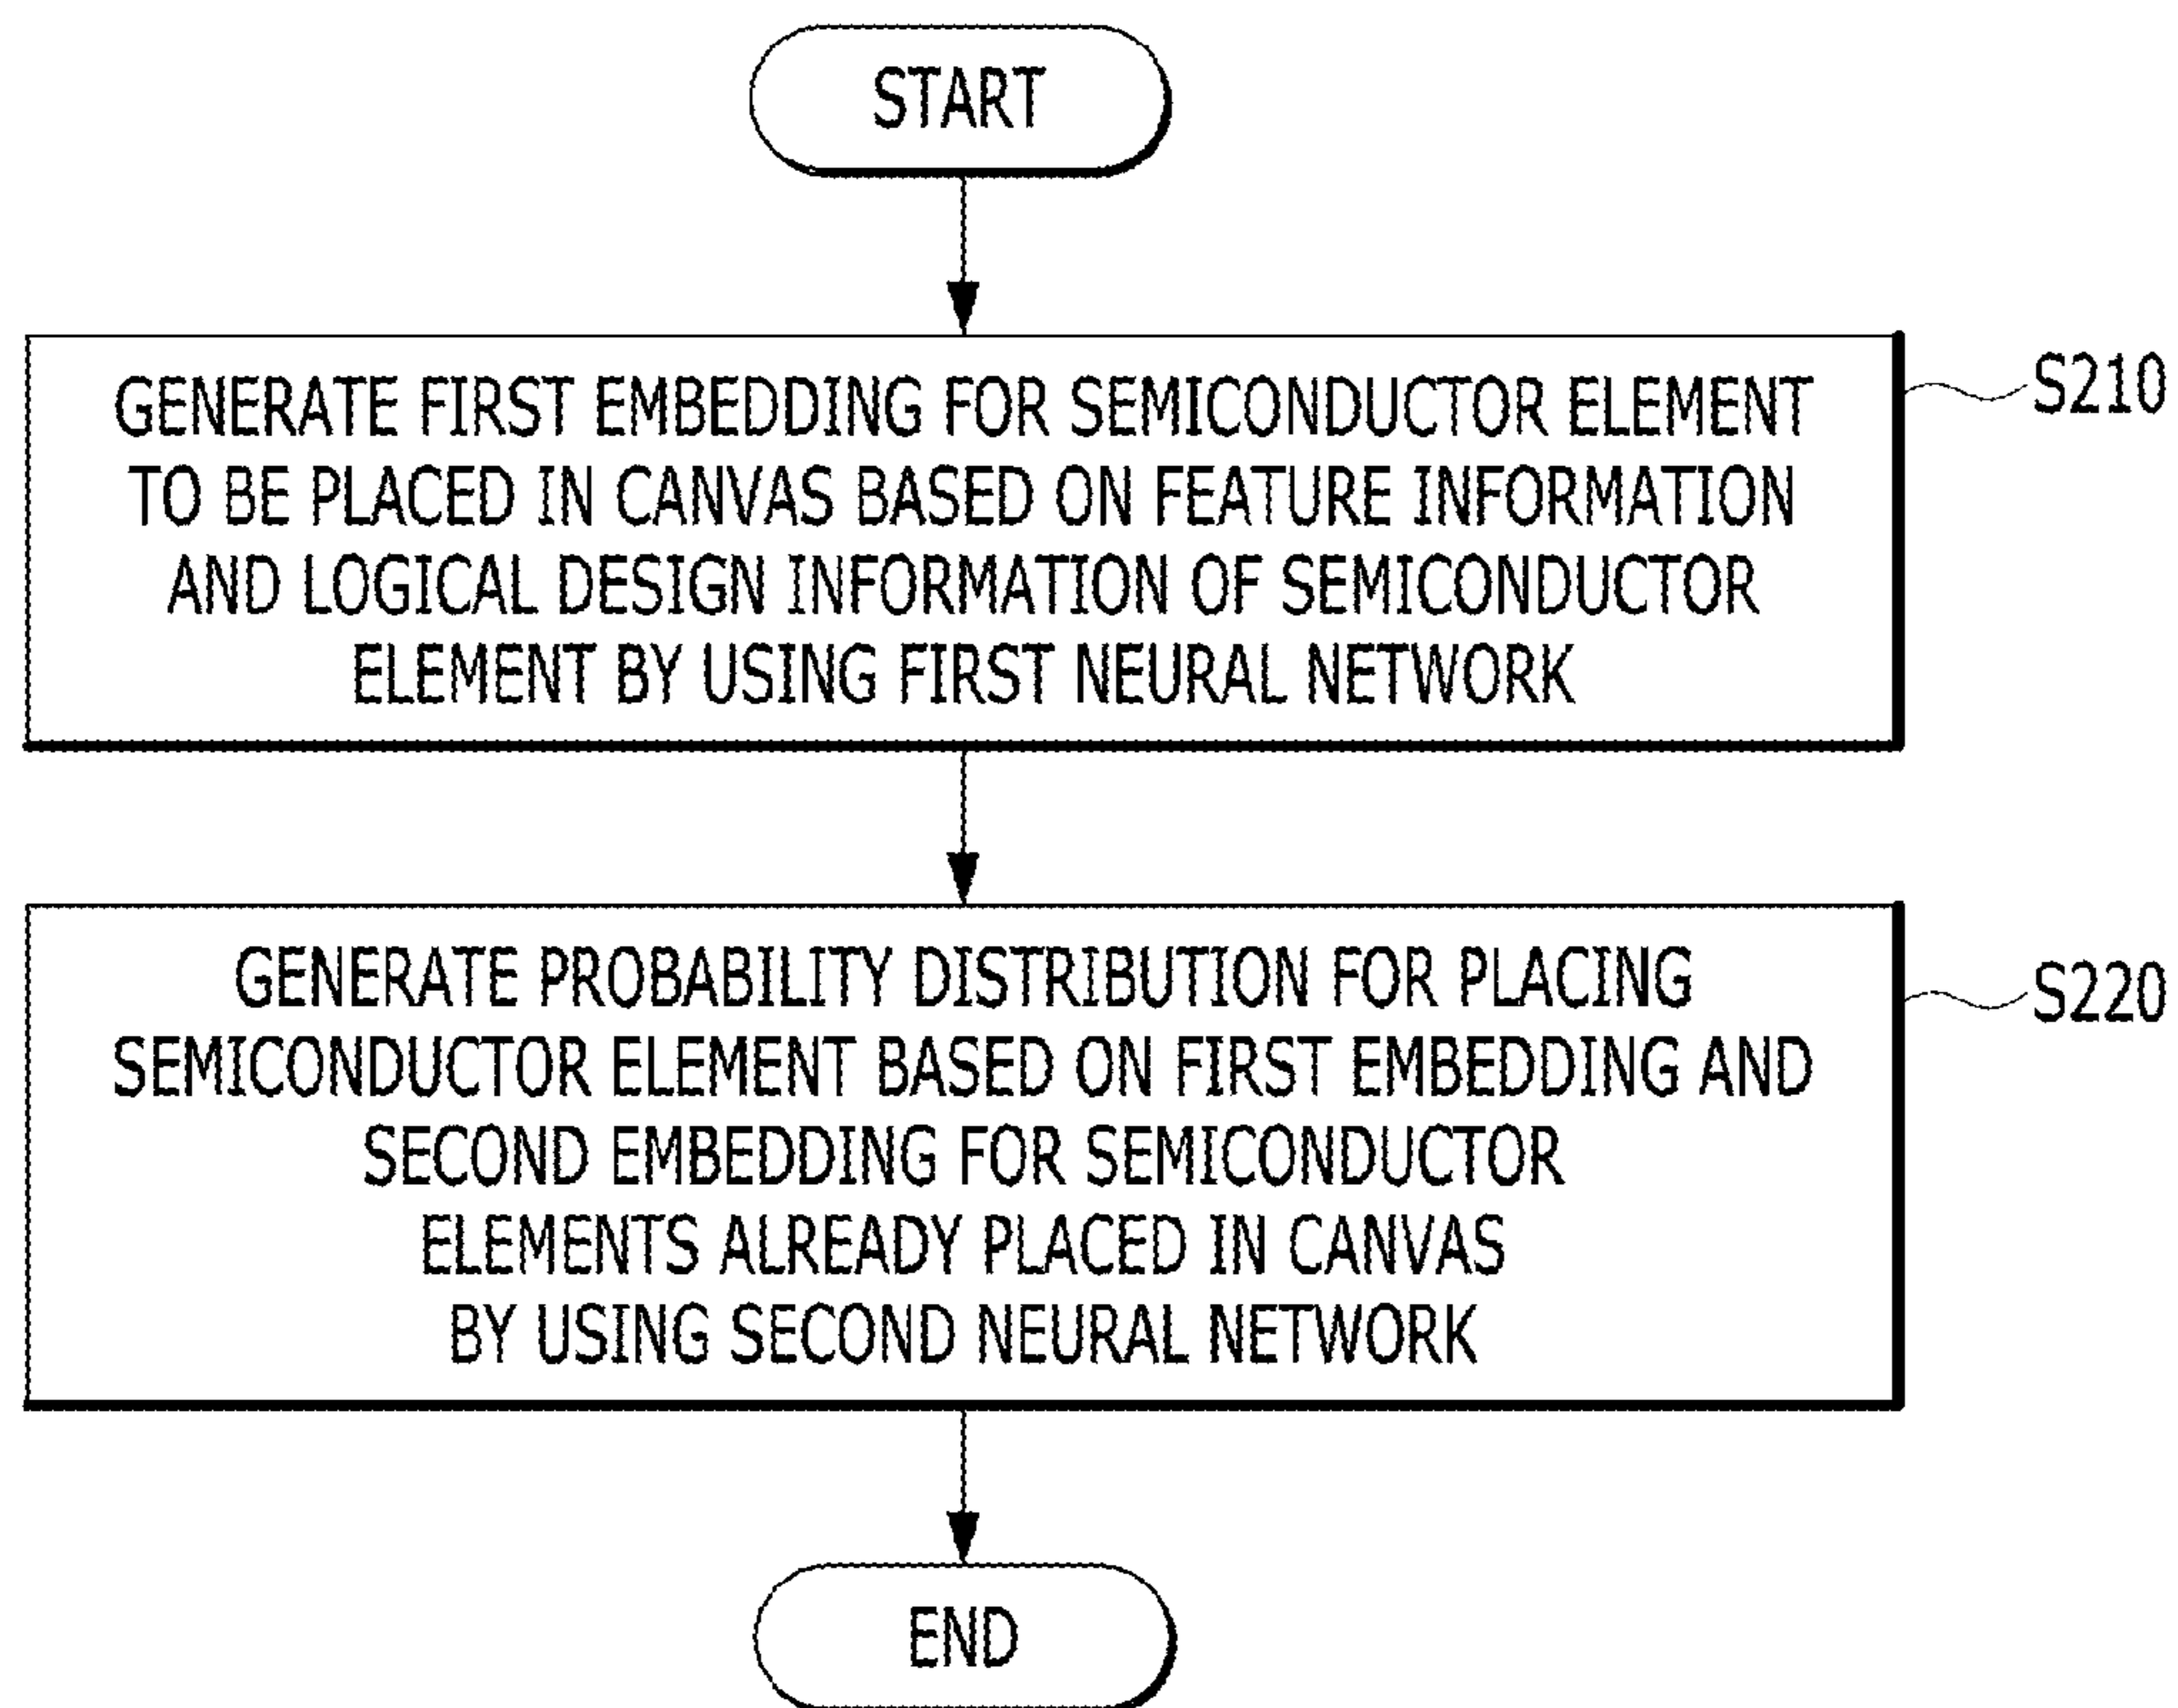 START
GENERATE FIRST EMBEDDING FOR SEMICONDUCTOR ELEMENT
TO BE PLACED IN CANVAS BASED ON FEATURE INFORMATION
AND LOGICAL DESIGN INFORMATION OF SEMICONDUCTOR
ELEMENT BY USING FIRST NEURAL NETWORK
S210
GENERATE PROBABILITY DISTRIBUTION FOR PLACING
SEMICONDUCTOR ELEMENT BASED ON FIRST EMBEDDING AND
SECOND EMBEDDING FOR SEMICONDUCTOR
ELEMENTS ALREADY PLACED IN CANVAS
BY USING SECOND NEURAL NETWORK
S220
END